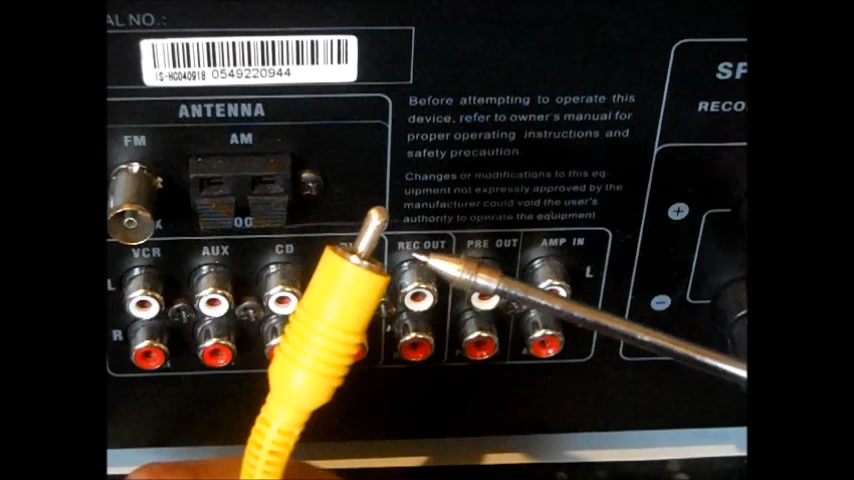 AL NO.:
IS-HC040918 0549220944
ANTENNA
FM
AM
Before attempting to operate this
device, refer to owner's manual for
proper operating instructions and
safety precaution.
Changes or modifications to this eq-
uipment not expressly approved by the
manufacturer could void the user's
authority to operate the equipment.
SP
RECO
VCR
AUX
CD
REC OUT
PRE OUT
AMP IN
L
L
R